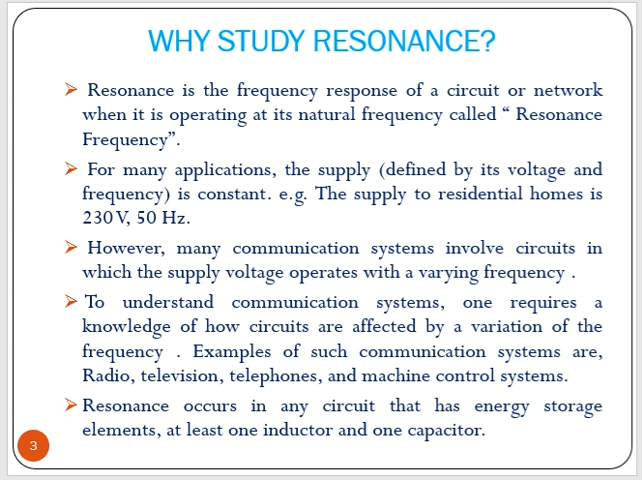 WHY STUDY RESONANCE?
Resonance is the frequency response of a circuit or network
when it is operating at its natural frequency called “ Resonance
Frequency”.
For many applications, the supply (defined by its voltage and
frequency) is constant. e.g. The supply to residential homes is
230 V, 50 Hz.
However, many communication systems involve circuits in
which the supply voltage operates with a varying frequency .
To understand communication systems, one requires a
knowledge of how circuits are affected by a variation of the
frequency . Examples of such communication systems are,
Radio, television, telephones, and machine control systems.
Resonance occurs in any circuit that has energy storage
elements, at least one inductor and one capacitor.
3